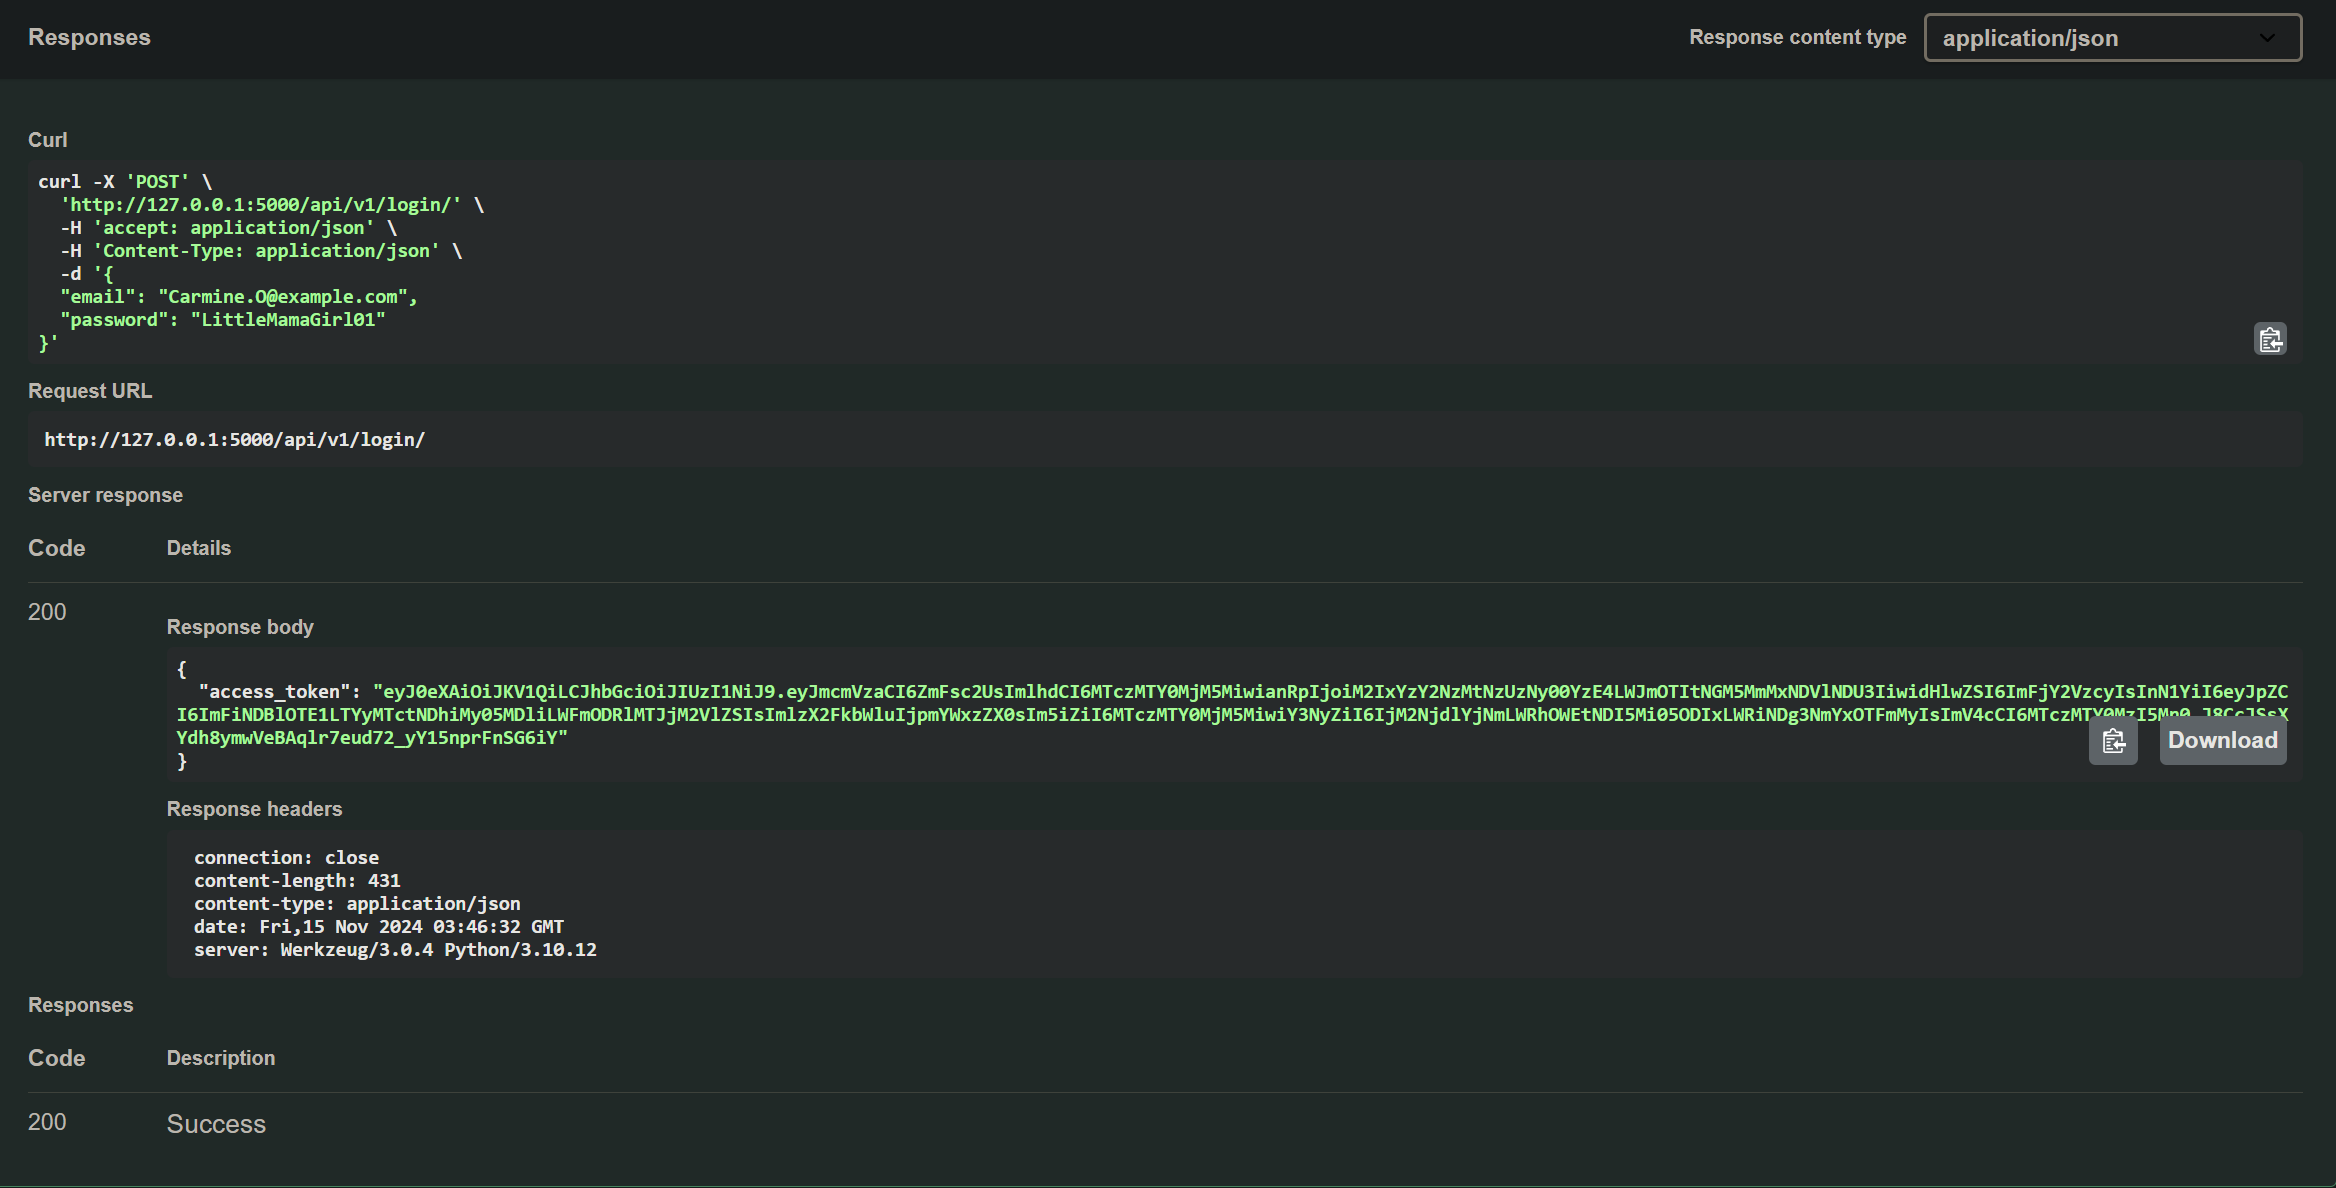 Responses
Response content type
application/json
Curl
curl -X 'POST' \
'http://127.0.0.1:5000/api/v1/login/' \
-H 'accept: application/json' \
-H 'Content-Type: application/json' \
-d '{
"email": "Carmine.O@example.com",
"password": "LittleMamaGirl01"
}'
Request URL
http://127.0.0.1:5000/api/v1/login/
Server response
Code Details
200
Response body
{
"access_token": "eyJ0eXAiOiJKV1QiLCJhbGciOiJIUzI1NiJ9.eyJmcmVzaCI6ZmFsc2UsImlhdCI6MTczMTY0MjM5MiwianRpIjoiM2IxYzY2NzMtNzUzNy00YzE4LWJmOTItNGM5MmMxNDVlNDU3IiwidHlwZSI6ImFjY2VzcyIsInN1YiI6eyJpZC
I6ImFiNDBlOTE1LTYyMTctNDhiMy05MDliLWFmODRlMTJjM2VlZSIsImlzX2FkbWluIjpmYWxzZX0sIm5iZiI6MTczMTY0MjM5MiwiY3NyZiI6IjM2NjdlYjNmLWRhOWEtNDI5Mi05ODIxLWRiNDg3NmYxOTFmMyIsImV4cCI6MTczMTY0MzI5Mn0.J8CcJSsX
Ydh8ymwVeBAqlr7eud72_yY15nprFnSG6iY"
}
Download
Response headers
connection: close
content-length: 431
content-type: application/json
date: Fri,15 Nov 2024 03:46:32 GMT
server: Werkzeug/3.0.4 Python/3.10.12
Responses
Code Description
200 Success